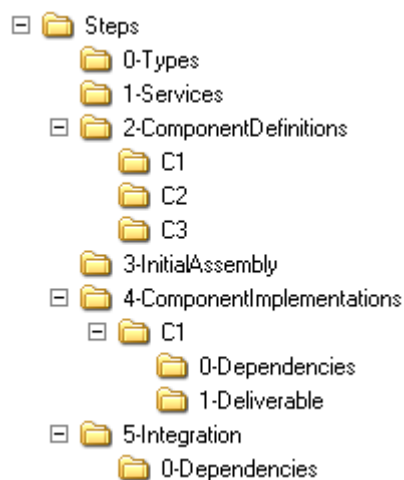 Steps
0-Types
1-Services
2-ComponentDefinitions
C1
C2
C3
3-InitialAssembly
4-ComponentImplementations
C1
0-Dependencies
1-Deliverable
5-Integration
0-Dependencies